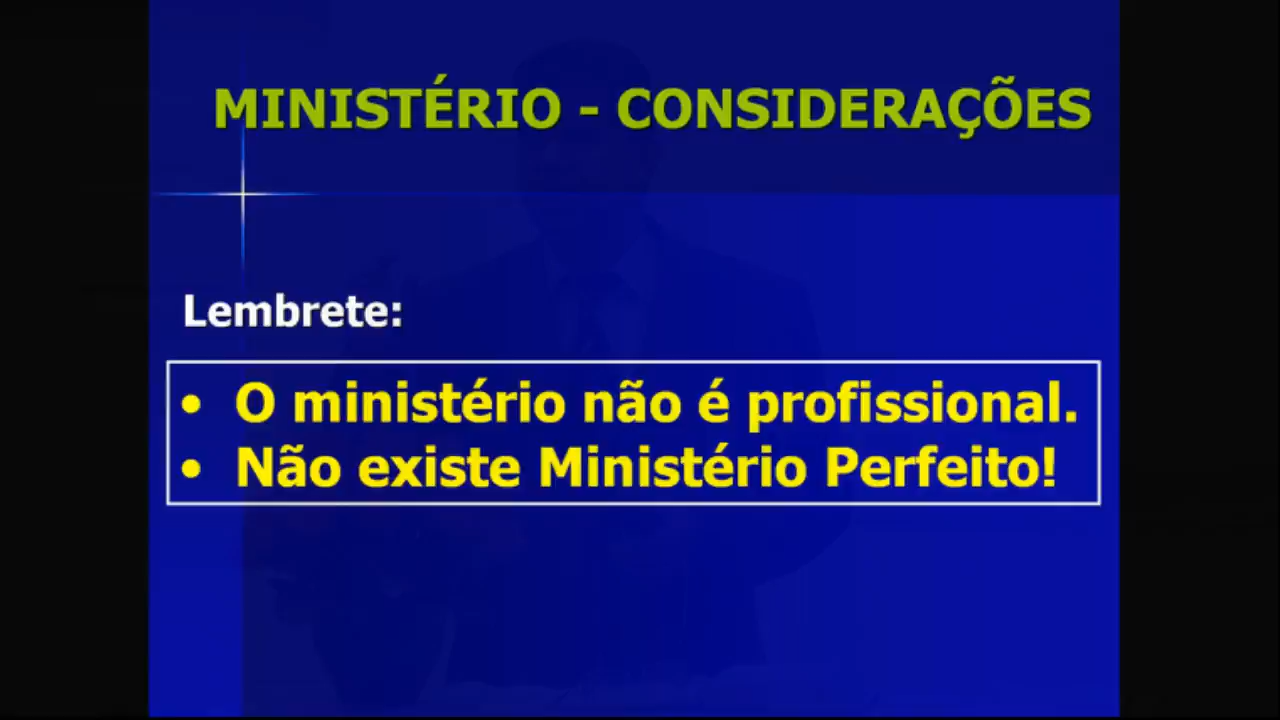 MINISTÉRIO - CONSIDERAÇÕES
Lembrete:
• O ministério não é profissional.
• Não existe Ministério Perfeito!